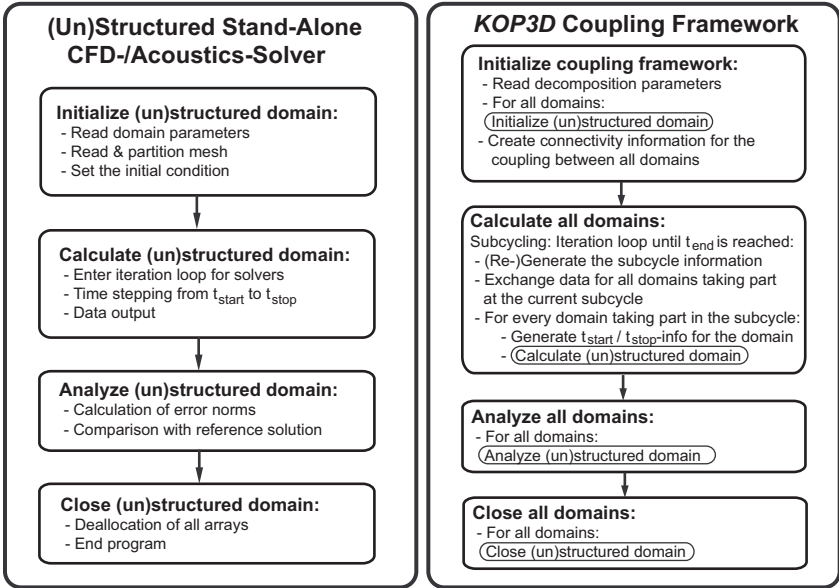 (Un)Structured Stand-Alone
CFD-/Acoustics-Solver
Initialize (un)structured domain:
- Read domain parameters
- Read & partition mesh
- Set the initial condition
Calculate (un)structured domain:
- Enter iteration loop for solvers
- Time stepping from tstart to tstop
- Data output
Analyze (un)structured domain:
- Calculation of error norms
- Comparison with reference solution
Close (un)structured domain:
- Deallocation of all arrays
- End program
KOP3D Coupling Framework
Initialize coupling framework:
- Read decomposition parameters
- For all domains:
Initialize (un)structured domain
- Create connectivity information for the
coupling between all domains
Calculate all domains:
Subcycling: Iteration loop until tend is reached:
- (Re-)Generate the subcycle information
- Exchange data for all domains taking part
at the current subcycle
- For every domain taking part in the subcycle:
- Generate tstart / tstop-info for the domain
- Calculate (un)structured domain
Analyze all domains:
- For all domains:
Analyze (un)structured domain
Close all domains:
- For all domains:
Close (un)structured domain